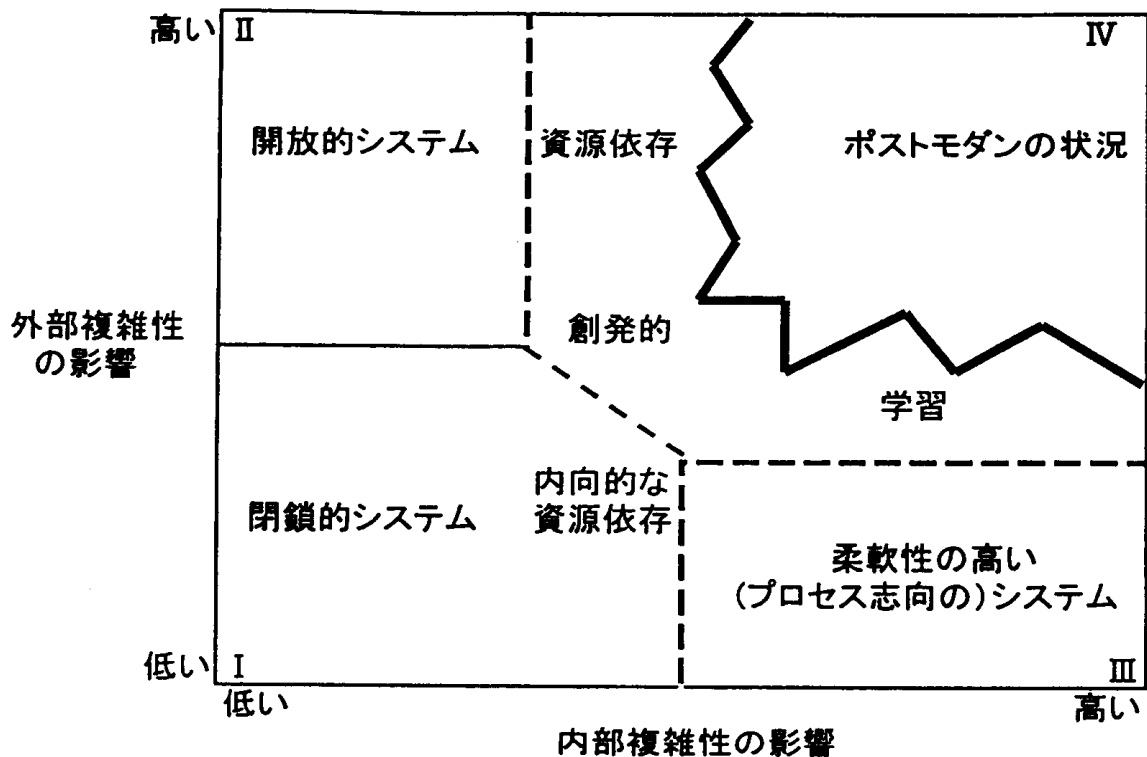 高い
Ⅱ
Ⅳ
開放的システム
資源依存
ポストモダンの状況
外部複雑性
の影響
創発的
学習
閉鎖的システム
内向的な
資源依存
柔軟性の高い
(プロセス志向の)システム
低い
Ⅰ
Ⅲ
低い
高い
内部複雑性の影響